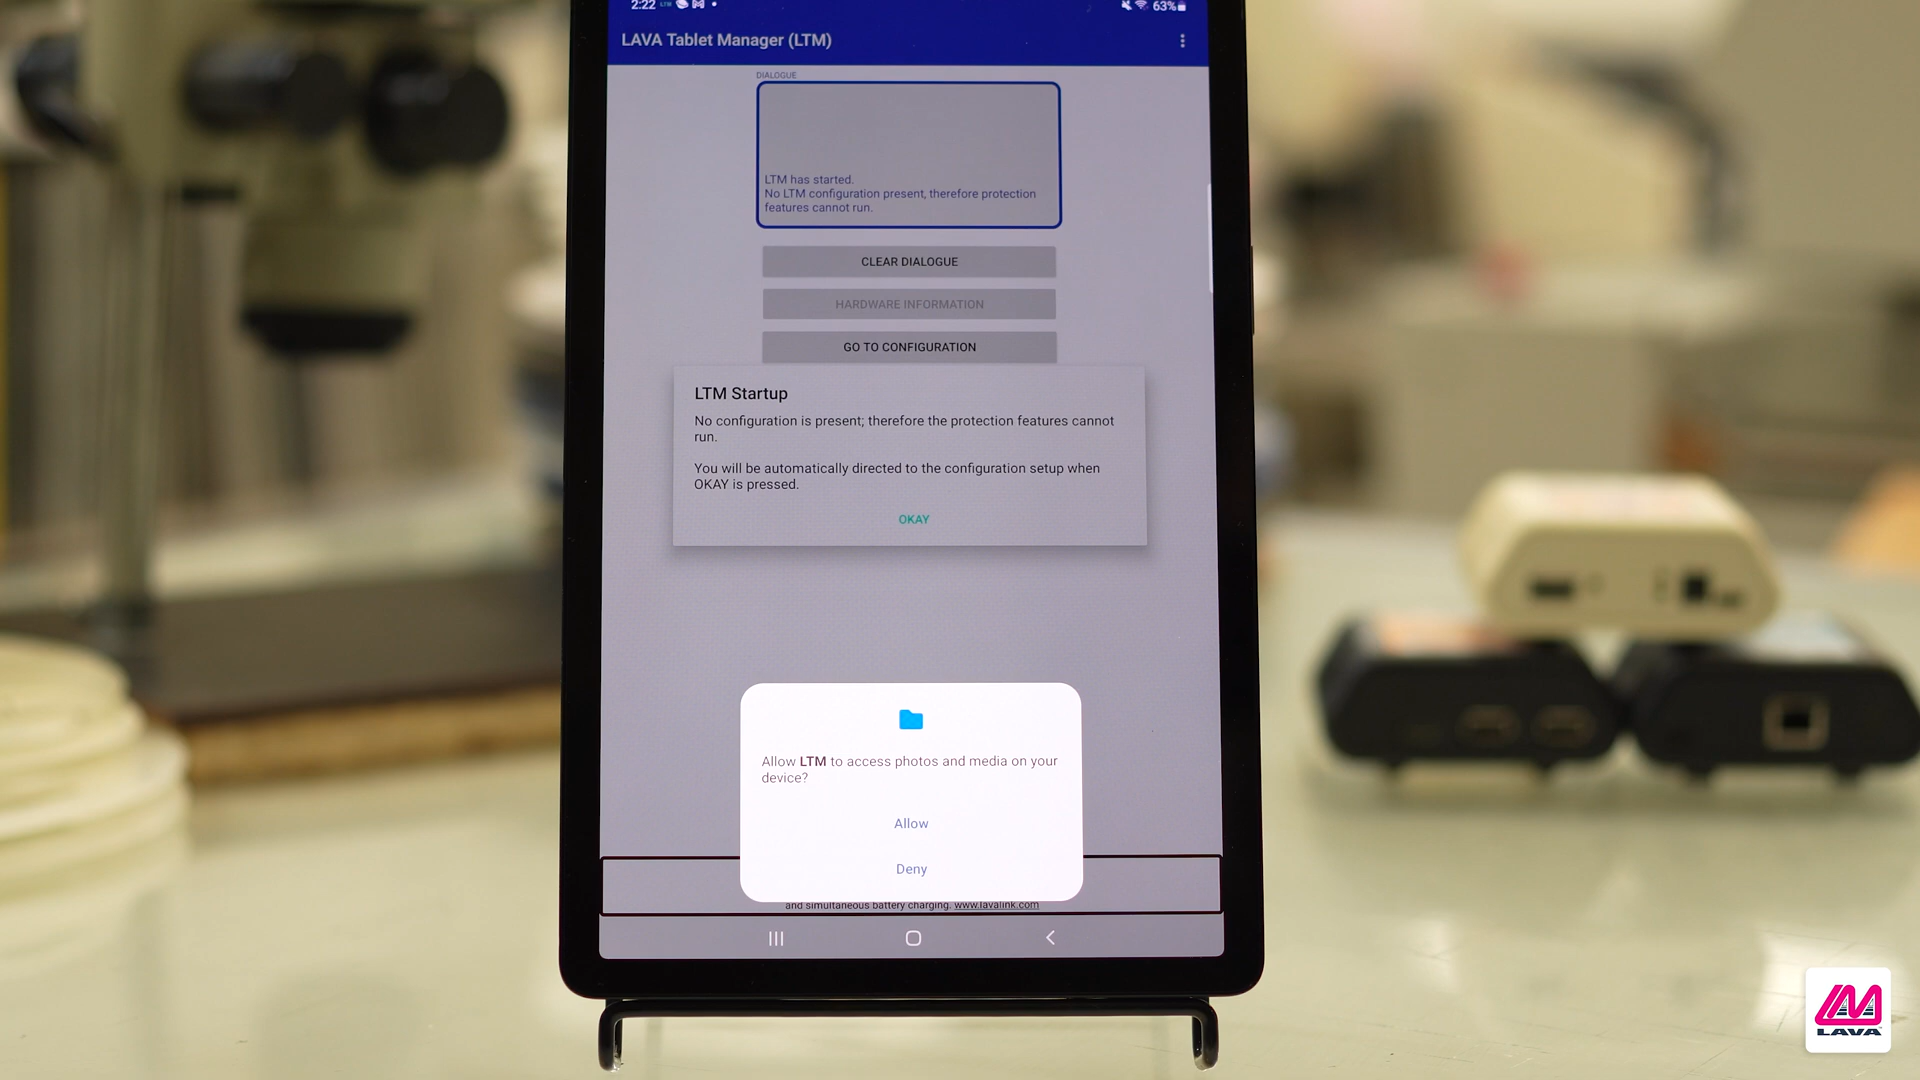 2:22 LTM 63%
LAVA Tablet Manager (LTM)
DIALOGUE
LTM has started.
No LTM configuration present, therefore protection
features cannot run.
CLEAR DIALOGUE
HARDWARE INFORMATION
GO TO CONFIGURATION
LTM Startup
No configuration is present; therefore the protection features cannot
run.
You will be automatically directed to the configuration setup when
OKAY is pressed.
OKAY
Allow LTM to access photos and media on your
device?
Allow
Deny
and simultaneous battery charging. www.lavalink.com
LAVA